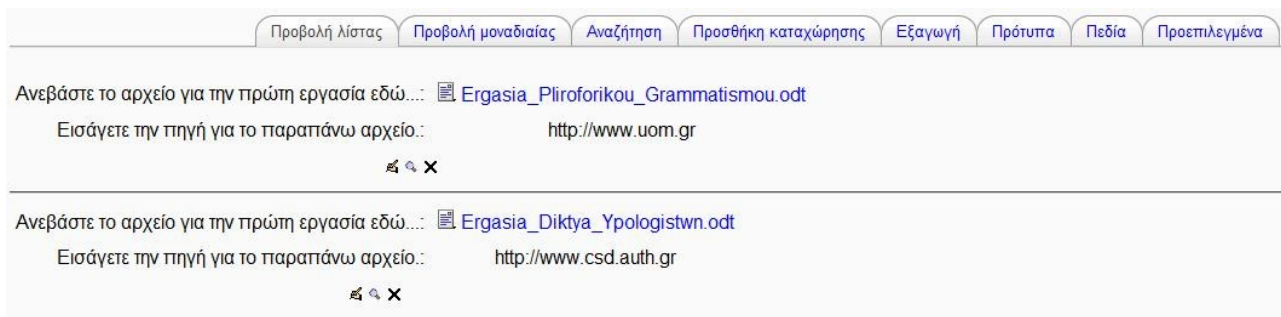 Προβολή λίστας Προβολή μοναδιαίας Αναζήτηση Προσθήκη καταχώρησης Εξαγωγή Πρότυπα Πεδία Προεπιλεγμένα
Ανεβάστε το αρχείο για την πρώτη εργασία εδώ...: Ergasia_Pliroforikou_Grammatismou.odt
Εισάγετε την πηγή για το παραπάνω αρχείο.: http://www.uom.gr
Ανεβάστε το αρχείο για την πρώτη εργασία εδώ...: Ergasia_Diktya_Ypologistwn.odt
Εισάγετε την πηγή για το παραπάνω αρχείο.: http://www.csd.auth.gr